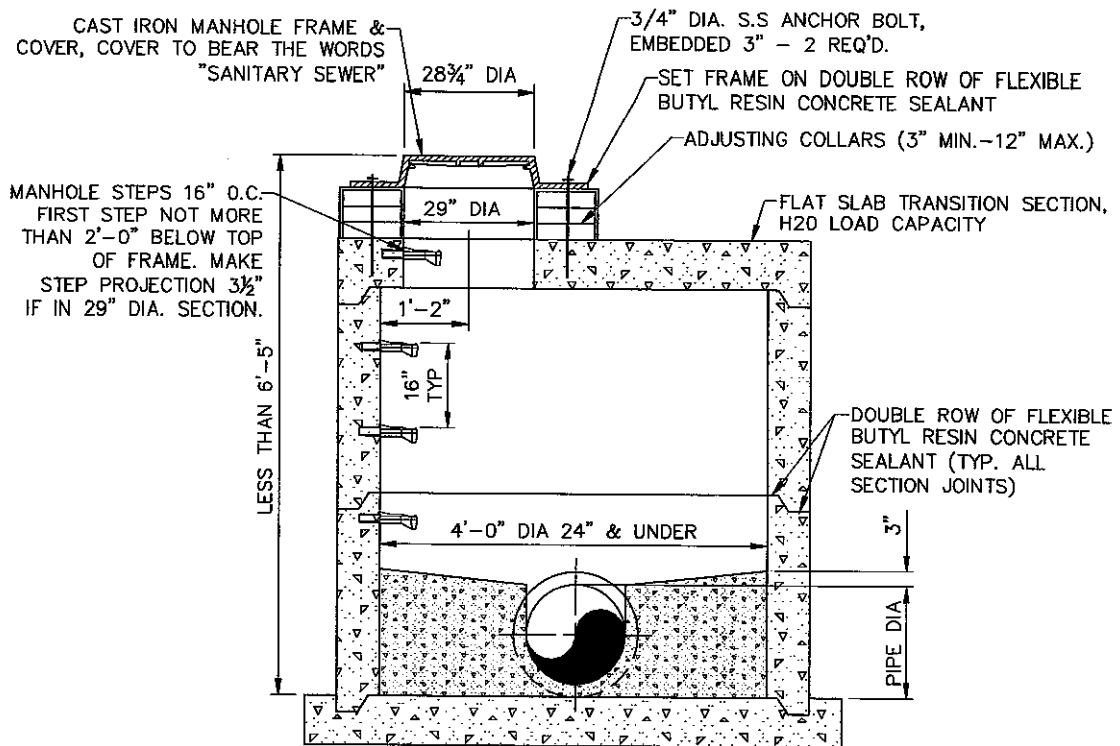 CAST IRON MANHOLE FRAME &
COVER, COVER TO BEAR THE WORDS
"SANITARY SEWER"
28¾" DIA
3/4" DIA. S.S ANCHOR BOLT,
EMBEDDED 3" - 2 REQ'D.
SET FRAME ON DOUBLE ROW OF FLEXIBLE
BUTYL RESIN CONCRETE SEALANT
ADJUSTING COLLARS (3" MIN.-12" MAX.)
MANHOLE STEPS 16" O.C.
FIRST STEP NOT MORE
THAN 2'-0" BELOW TOP
OF FRAME. MAKE
STEP PROJECTION 3½"
IF IN 29" DIA. SECTION.
29" DIA
FLAT SLAB TRANSITION SECTION,
H20 LOAD CAPACITY
1'-2"
LESS THAN 6'-5"
16"
TYP
DOUBLE ROW OF FLEXIBLE
BUTYL RESIN CONCRETE
SEALANT (TYP. ALL
SECTION JOINTS)
4'-0" DIA 24" & UNDER
3"
PIPE DIA